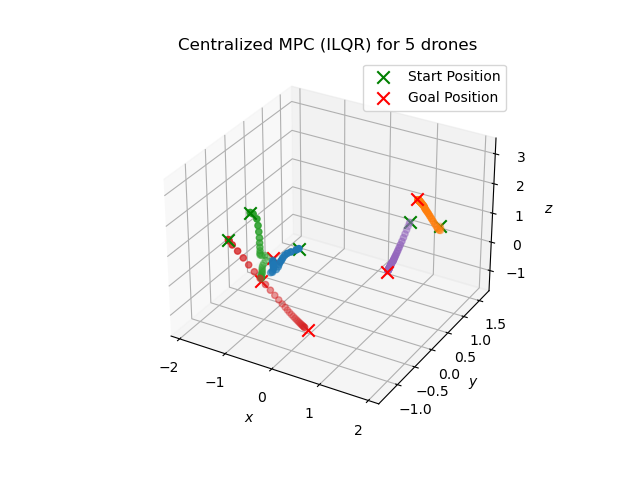 Centralized MPC (ILQR) for 5 drones
Start Position
Goal Position
3
2
1
0
−1
z
1.5
1.0
0.5
0.0
−0.5
−1.0
y
−2
−1
0
1
2
x